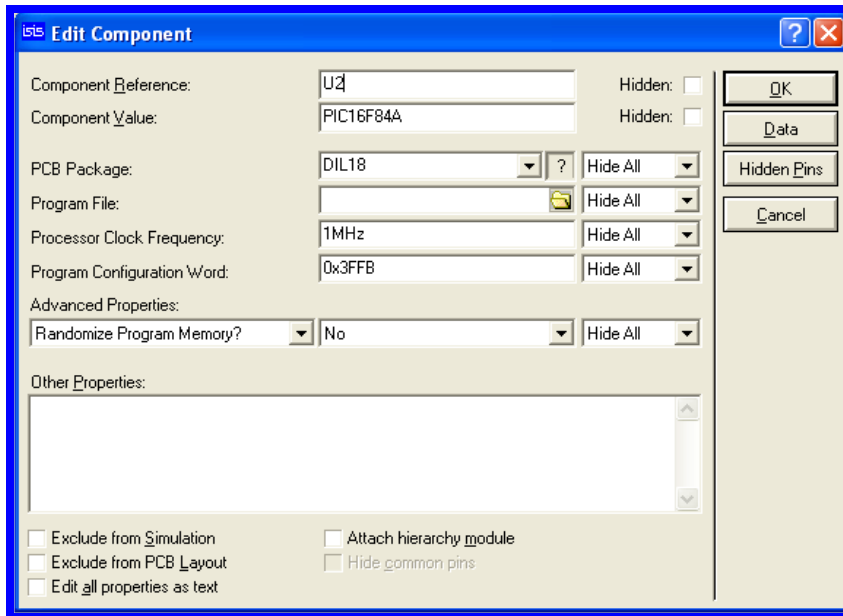 isis Edit Component ?
Component Reference: U2 Hidden: OK
Component Value: PIC16F84A Hidden:
Data
PCB Package: DIL18 ? Hide All Hidden Pins
Program File: Hide All
Cancel
Processor Clock Frequency: 1MHz Hide All
Program Configuration Word: 0x3FFB Hide All
Advanced Properties:
Randomize Program Memory? No Hide All
Other Properties:
Exclude from Simulation Attach hierarchy module
Exclude from PCB Layout Hide common pins
Edit all properties as text